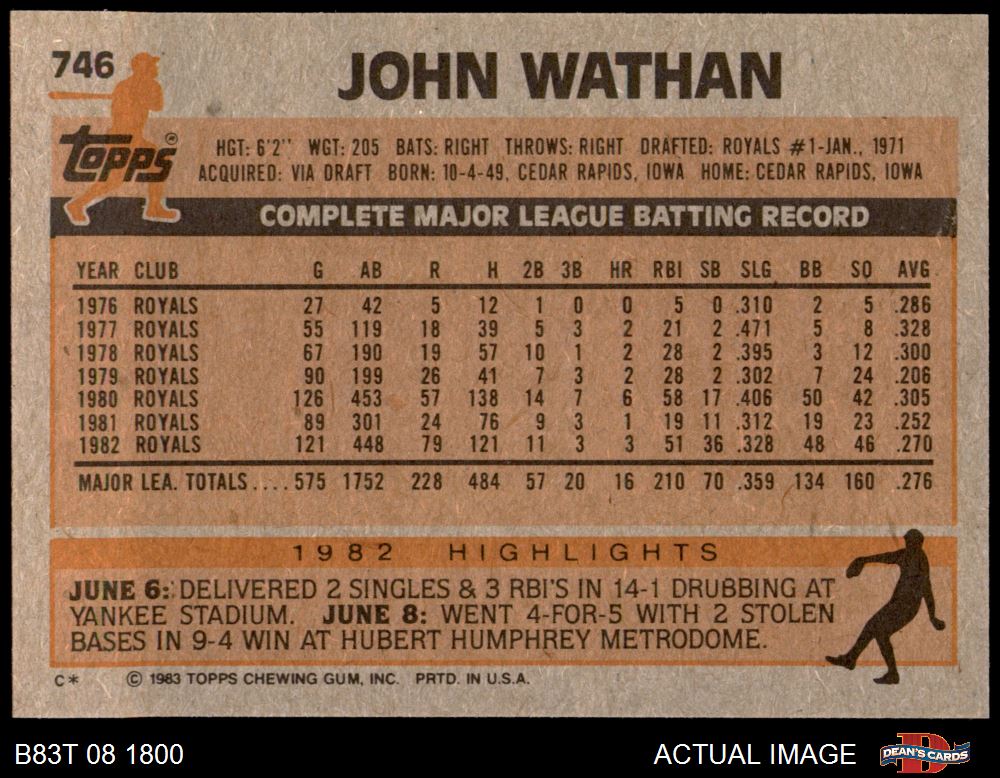 746
JOHN WATHAN
Topps®
HGT: 6'2" WGT: 205 BATS: RIGHT THROWS: RIGHT DRAFTED: ROYALS #1-JAN., 1971
ACQUIRED: VIA DRAFT BORN: 10-4-49, CEDAR RAPIDS, IOWA HOME: CEDAR RAPIDS, IOWA
COMPLETE MAJOR LEAGUE BATTING RECORD
YEAR CLUB G AB R H 2B 3B HR RBI SB SLG BB SO AVG.
1976 ROYALS 27 42 5 12 1 0 0 5 0 .310 2 5 .286
1977 ROYALS 55 119 18 39 5 3 2 21 2 .471 5 8 .328
1978 ROYALS 67 190 19 57 10 1 2 28 2 .395 3 12 .300
1979 ROYALS 90 199 26 41 7 3 2 28 2 .302 7 24 .206
1980 ROYALS 126 453 57 138 14 7 6 58 17 .406 50 42 .305
1981 ROYALS 89 301 24 76 9 3 1 19 11 .312 19 23 .252
1982 ROYALS 121 448 79 121 11 3 3 51 36 .328 48 46 .270
MAJOR LEA. TOTALS.... 575 1752 228 484 57 20 16 210 70 .359 134 160 .276
1982 HIGHLIGHTS
JUNE 6: DELIVERED 2 SINGLES & 3 RBI'S IN 14-1 DRUBBING AT
YANKEE STADIUM. JUNE 8: WENT 4-FOR-5 WITH 2 STOLEN
BASES IN 9-4 WIN AT HUBERT HUMPHREY METRODOME.
C* © 1983 TOPPS CHEWING GUM, INC. PRTD. IN U.S.A.
B83T 08 1800 ACTUAL IMAGE DEAN'S CARDS